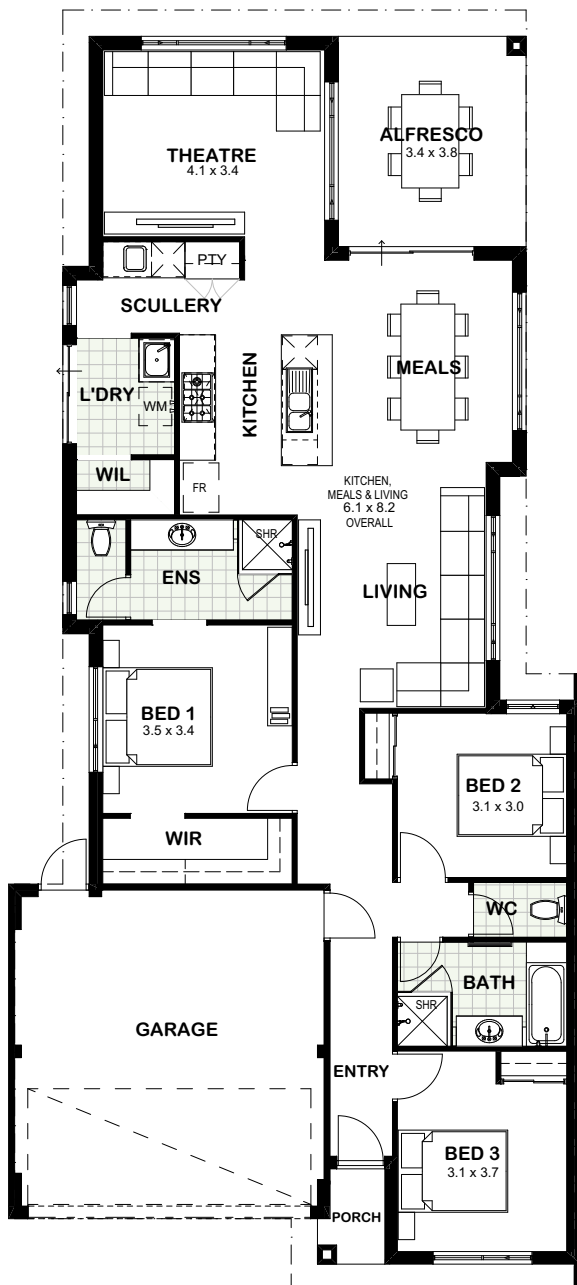 THEATRE
4.1 x 3.4
ALFRESCO
3.4 x 3.8
PTY
SCULLERY
KITCHEN
MEALS
L'DRY
WM
WIL
FR
KITCHEN,
MEALS & LIVING
6.1 x 8.2
OVERALL
SHR
ENS
LIVING
BED 1
3.5 x 3.4
BED 2
3.1 x 3.0
WIR
WC
BATH
SHR
GARAGE
ENTRY
BED 3
3.1 x 3.7
PORCH